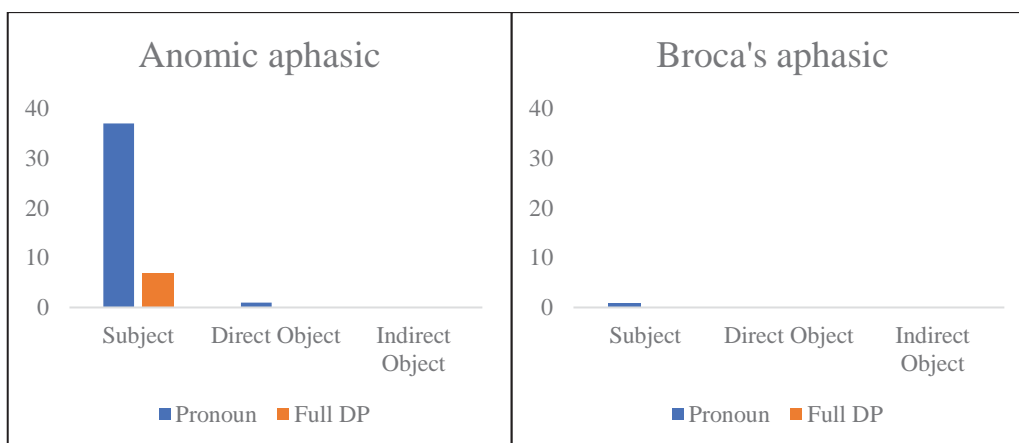 Anomic aphasic
40
30
20
10
0
Subject Direct Object Indirect
Object
Pronoun Full DP
Broca's aphasic
40
30
20
10
0
Subject Direct Object Indirect
Object
Pronoun Full DP